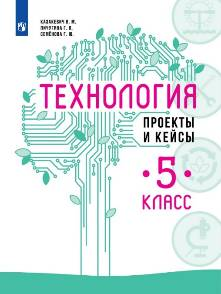 КАЗАКЕВИЧ В. М.
ПИЧУГИНА Г. В.
СЕМЁНОВА Г. Ю.
ТЕХНОЛОГИЯ
ПРОЕКТЫ
И КЕЙСЫ
• 5 •
КЛАСС